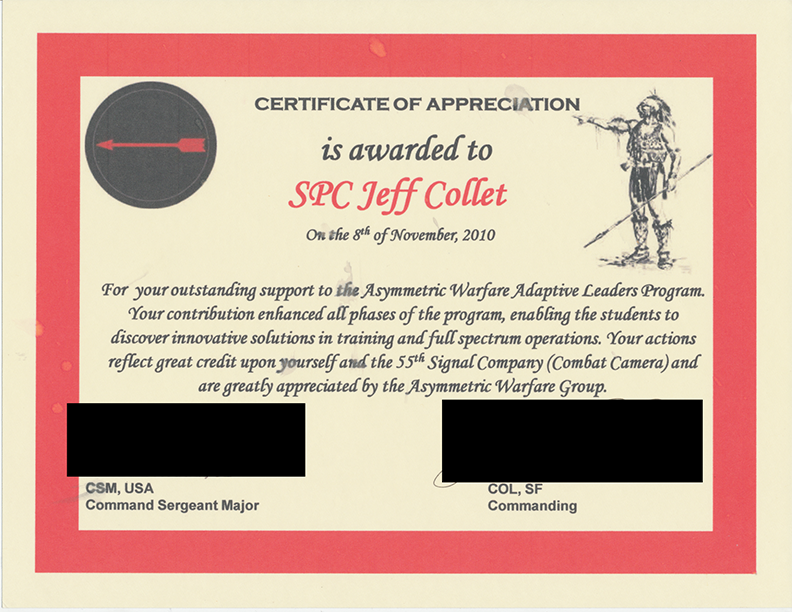 CERTIFICATE OF APPRECIATION
is awarded to
SPC Jeff Collet
On the 8th of November, 2010
For your outstanding support to the Asymmetric Warfare Adaptive Leaders Program.
Your contribution enhanced all phases of the program, enabling the students to
discover innovative solutions in training and full spectrum operations. Your actions
reflect great credit upon yourself and the 55th Signal Company (Combat Camera) and
are greatly appreciated by the Asymmetric Warfare Group.
CSM, USA
Command Sergeant Major
COL, SF
Commanding